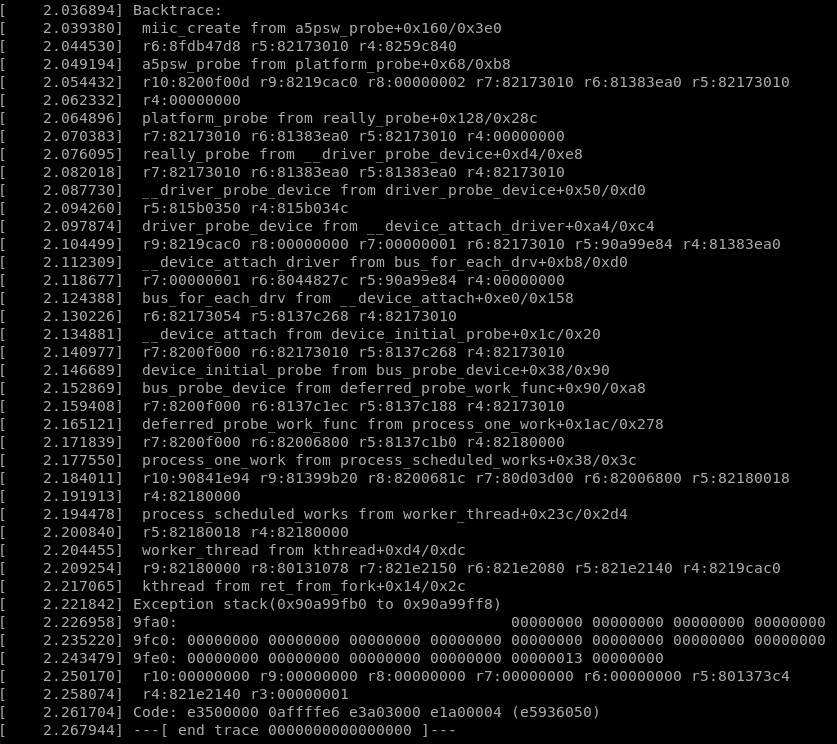 [    2.036894] Backtrace:
[    2.039380]  miic_create from a5psw_probe+0x160/0x3e0
[    2.044530]  r6:8fdb47d8 r5:82173010 r4:8259c840
[    2.049194]  a5psw_probe from platform_probe+0x68/0xb8
[    2.054432]  r10:8200f00d r9:8219cac0 r8:00000002 r7:82173010 r6:81383ea0 r5:82173010
[    2.062332]  r4:00000000
[    2.064896]  platform_probe from really_probe+0x128/0x28c
[    2.070383]  r7:82173010 r6:81383ea0 r5:82173010 r4:00000000
[    2.076095]  really_probe from __driver_probe_device+0xd4/0xe8
[    2.082018]  r7:82173010 r6:81383ea0 r5:81383ea0 r4:82173010
[    2.087730]  __driver_probe_device from driver_probe_device+0x50/0xd0
[    2.094260]  r5:815b0350 r4:815b034c
[    2.097874]  driver_probe_device from __device_attach_driver+0xa4/0xc4
[    2.104499]  r9:8219cac0 r8:00000000 r7:00000001 r6:82173010 r5:90a99e84 r4:81383ea0
[    2.112309]  __device_attach_driver from bus_for_each_drv+0xb8/0xd0
[    2.118677]  r7:00000001 r6:8044827c r5:90a99e84 r4:00000000
[    2.124388]  bus_for_each_drv from __device_attach+0xe0/0x158
[    2.130226]  r6:82173054 r5:8137c268 r4:82173010
[    2.134881]  __device_attach from device_initial_probe+0x1c/0x20
[    2.140977]  r7:8200f000 r6:82173010 r5:8137c268 r4:82173010
[    2.146689]  device_initial_probe from bus_probe_device+0x38/0x90
[    2.152869]  bus_probe_device from deferred_probe_work_func+0x90/0xa8
[    2.159408]  r7:8200f000 r6:8137c1ec r5:8137c188 r4:82173010
[    2.165121]  deferred_probe_work_func from process_one_work+0x1ac/0x278
[    2.171839]  r7:8200f000 r6:82006800 r5:8137c1b0 r4:82180000
[    2.177550]  process_one_work from process_scheduled_works+0x38/0x3c
[    2.184011]  r10:90841e94 r9:81399b20 r8:8200681c r7:80d03d00 r6:82006800 r5:82180018
[    2.191913]  r4:82180000
[    2.194478]  process_scheduled_works from worker_thread+0x23c/0x2d4
[    2.200840]  r5:82180018 r4:82180000
[    2.204455]  worker_thread from kthread+0xd4/0xdc
[    2.209254]  r9:82180000 r8:80131078 r7:821e2150 r6:821e2080 r5:821e2140 r4:8219cac0
[    2.217065]  kthread from ret_from_fork+0x14/0x2c
[    2.221842] Exception stack(0x90a99fb0 to 0x90a99ff8)
[    2.226958] 9fa0:                                     00000000 00000000 00000000 00000000
[    2.235220] 9fc0: 00000000 00000000 00000000 00000000 00000000 00000000 00000000 00000000
[    2.243479] 9fe0: 00000000 00000000 00000000 00000000 00000013 00000000
[    2.250170]  r10:00000000 r9:00000000 r8:00000000 r7:00000000 r6:00000000 r5:801373c4
[    2.258074]  r4:821e2140 r3:00000001
[    2.261704] Code: e3500000 0affffe6 e3a03000 e1a00004 (e5936050)
[    2.267944] ---[ end trace 0000000000000000 ]---